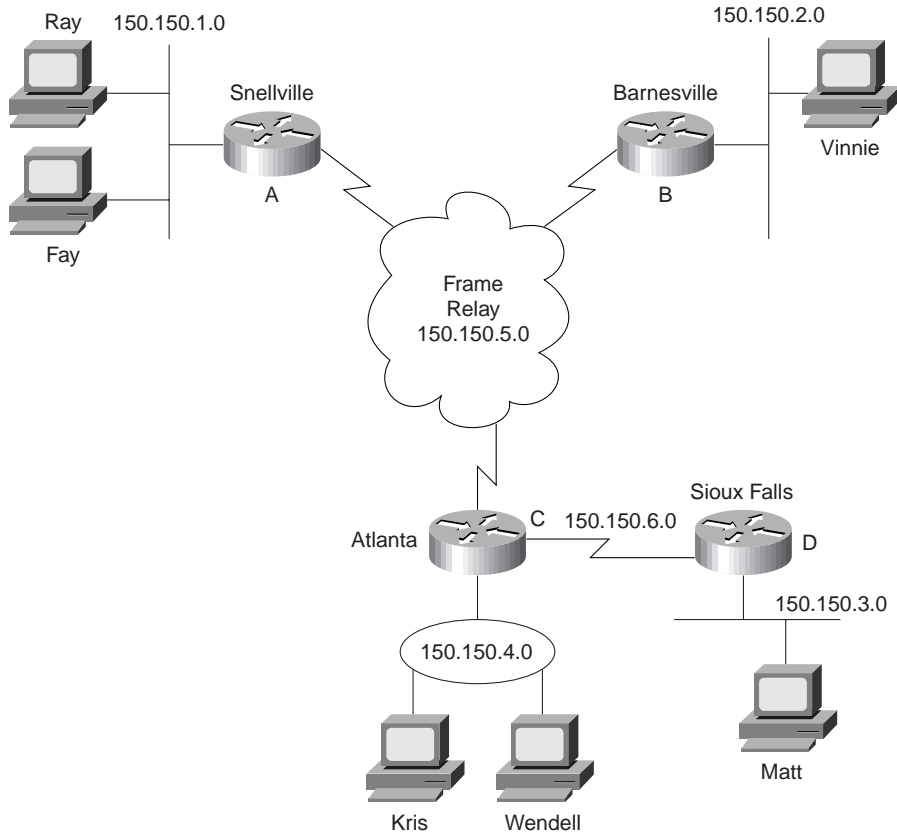 Ray
150.150.1.0
150.150.2.0
Snellville
Barnesville
Vinnie
A
B
Fay
Frame
Relay
150.150.5.0
Sioux Falls
C
150.150.6.0
Atlanta
D
150.150.3.0
150.150.4.0
Matt
Kris
Wendell